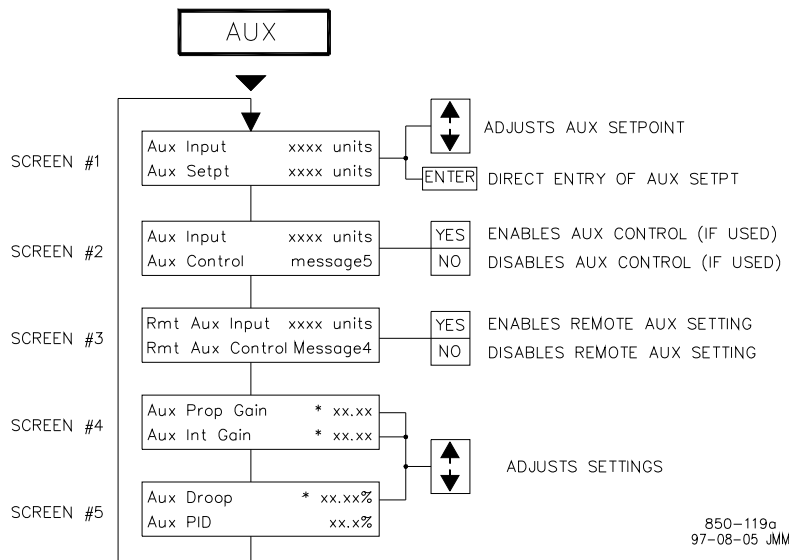 AUX
SCREEN #1
Aux Input xxxx units
Aux Setpt xxxx units
ADJUSTS AUX SETPOINT
ENTER DIRECT ENTRY OF AUX SETPT
SCREEN #2
Aux Input xxxx units
Aux Control message5
YES ENABLES AUX CONTROL (IF USED)
NO DISABLES AUX CONTROL (IF USED)
SCREEN #3
Rmt Aux Input xxxx units
Rmt Aux Control Message4
YES ENABLES REMOTE AUX SETTING
NO DISABLES REMOTE AUX SETTING
SCREEN #4
Aux Prop Gain * xx.xx
Aux Int Gain * xx.xx
ADJUSTS SETTINGS
SCREEN #5
Aux Droop * xx.xx%
Aux PID xx.x%
850-119a
97-08-05 JMM